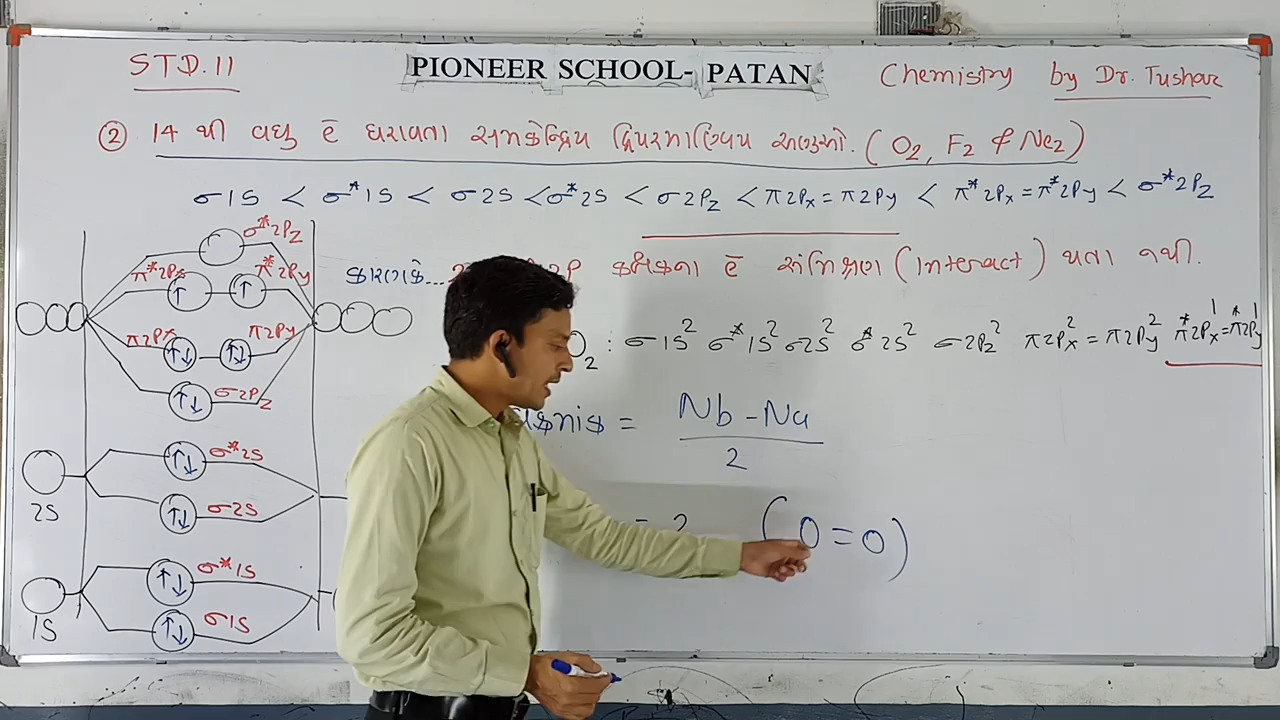 STD.11
PIONEER SCHOOL- PATAN
Chemistry by Dr. Tushar
② 14 થી વધુ ē ધરાવતા સમકેન્દ્રિય દ્વિપરમાણ્વિય અણુઓ. (O₂, F₂ & Ne₂)
σ1S < σ*1S < σ2S < σ*2S < σ2Pz < π2Px = π2Py < π*2Px = π*2Py < σ*2Pz
કારણકે... 2P કક્ષકના ē સંમિશ્રણ (Interact) થતા નથી.
O₂ : σ1S² σ*1S² σ2S² σ*2S² σ2Pz² π2Px² = π2Py² π*2Px¹ = π*2Py¹
Nb - Na
=
2
= 2 (O=O)
σ*2Pz
π*2Px π*2Py
π2Px π2Py
σ2Pz
σ*2S
2S σ2S
σ*1S
1S σ1S